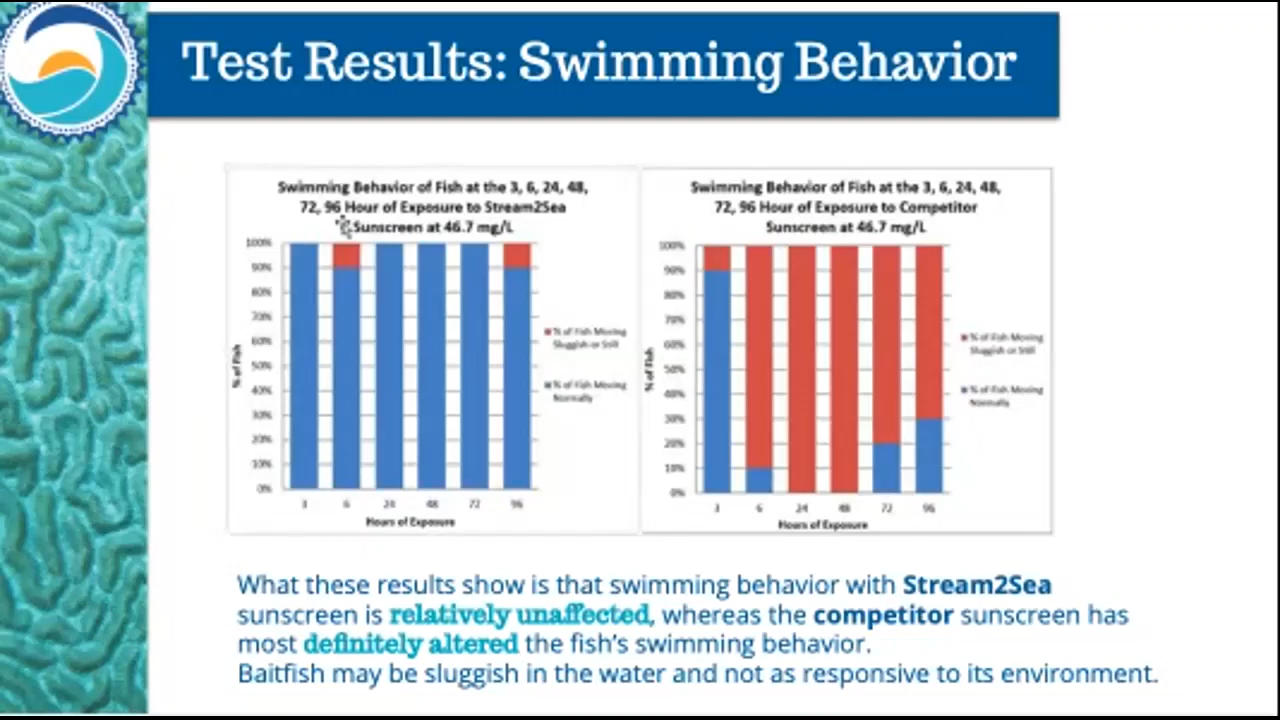 Test Results: Swimming Behavior
Swimming Behavior of Fish at the 3, 6, 24, 48,
72, 96 Hour of Exposure to Stream2Sea
Sunscreen at 46.7 mg/L
100%
90%
80%
70%
60%
50%
40%
30%
20%
10%
0%
% of Fish
3 6 24 48 72 96
Hours of Exposure
% of Fish Moving
Sluggish or Still
% of Fish Moving
Normally
Swimming Behavior of Fish at the 3, 6, 24, 48,
72, 96 Hour of Exposure to Competitor
Sunscreen at 46.7 mg/L
100%
90%
80%
70%
60%
50%
40%
30%
20%
10%
0%
% of Fish
3 6 24 48 72 96
Hours of Exposure
% of Fish Moving
Sluggish or Still
% of Fish Moving
Normally
What these results show is that swimming behavior with Stream2Sea
sunscreen is relatively unaffected, whereas the competitor sunscreen has
most definitely altered the fish's swimming behavior.
Baitfish may be sluggish in the water and not as responsive to its environment.